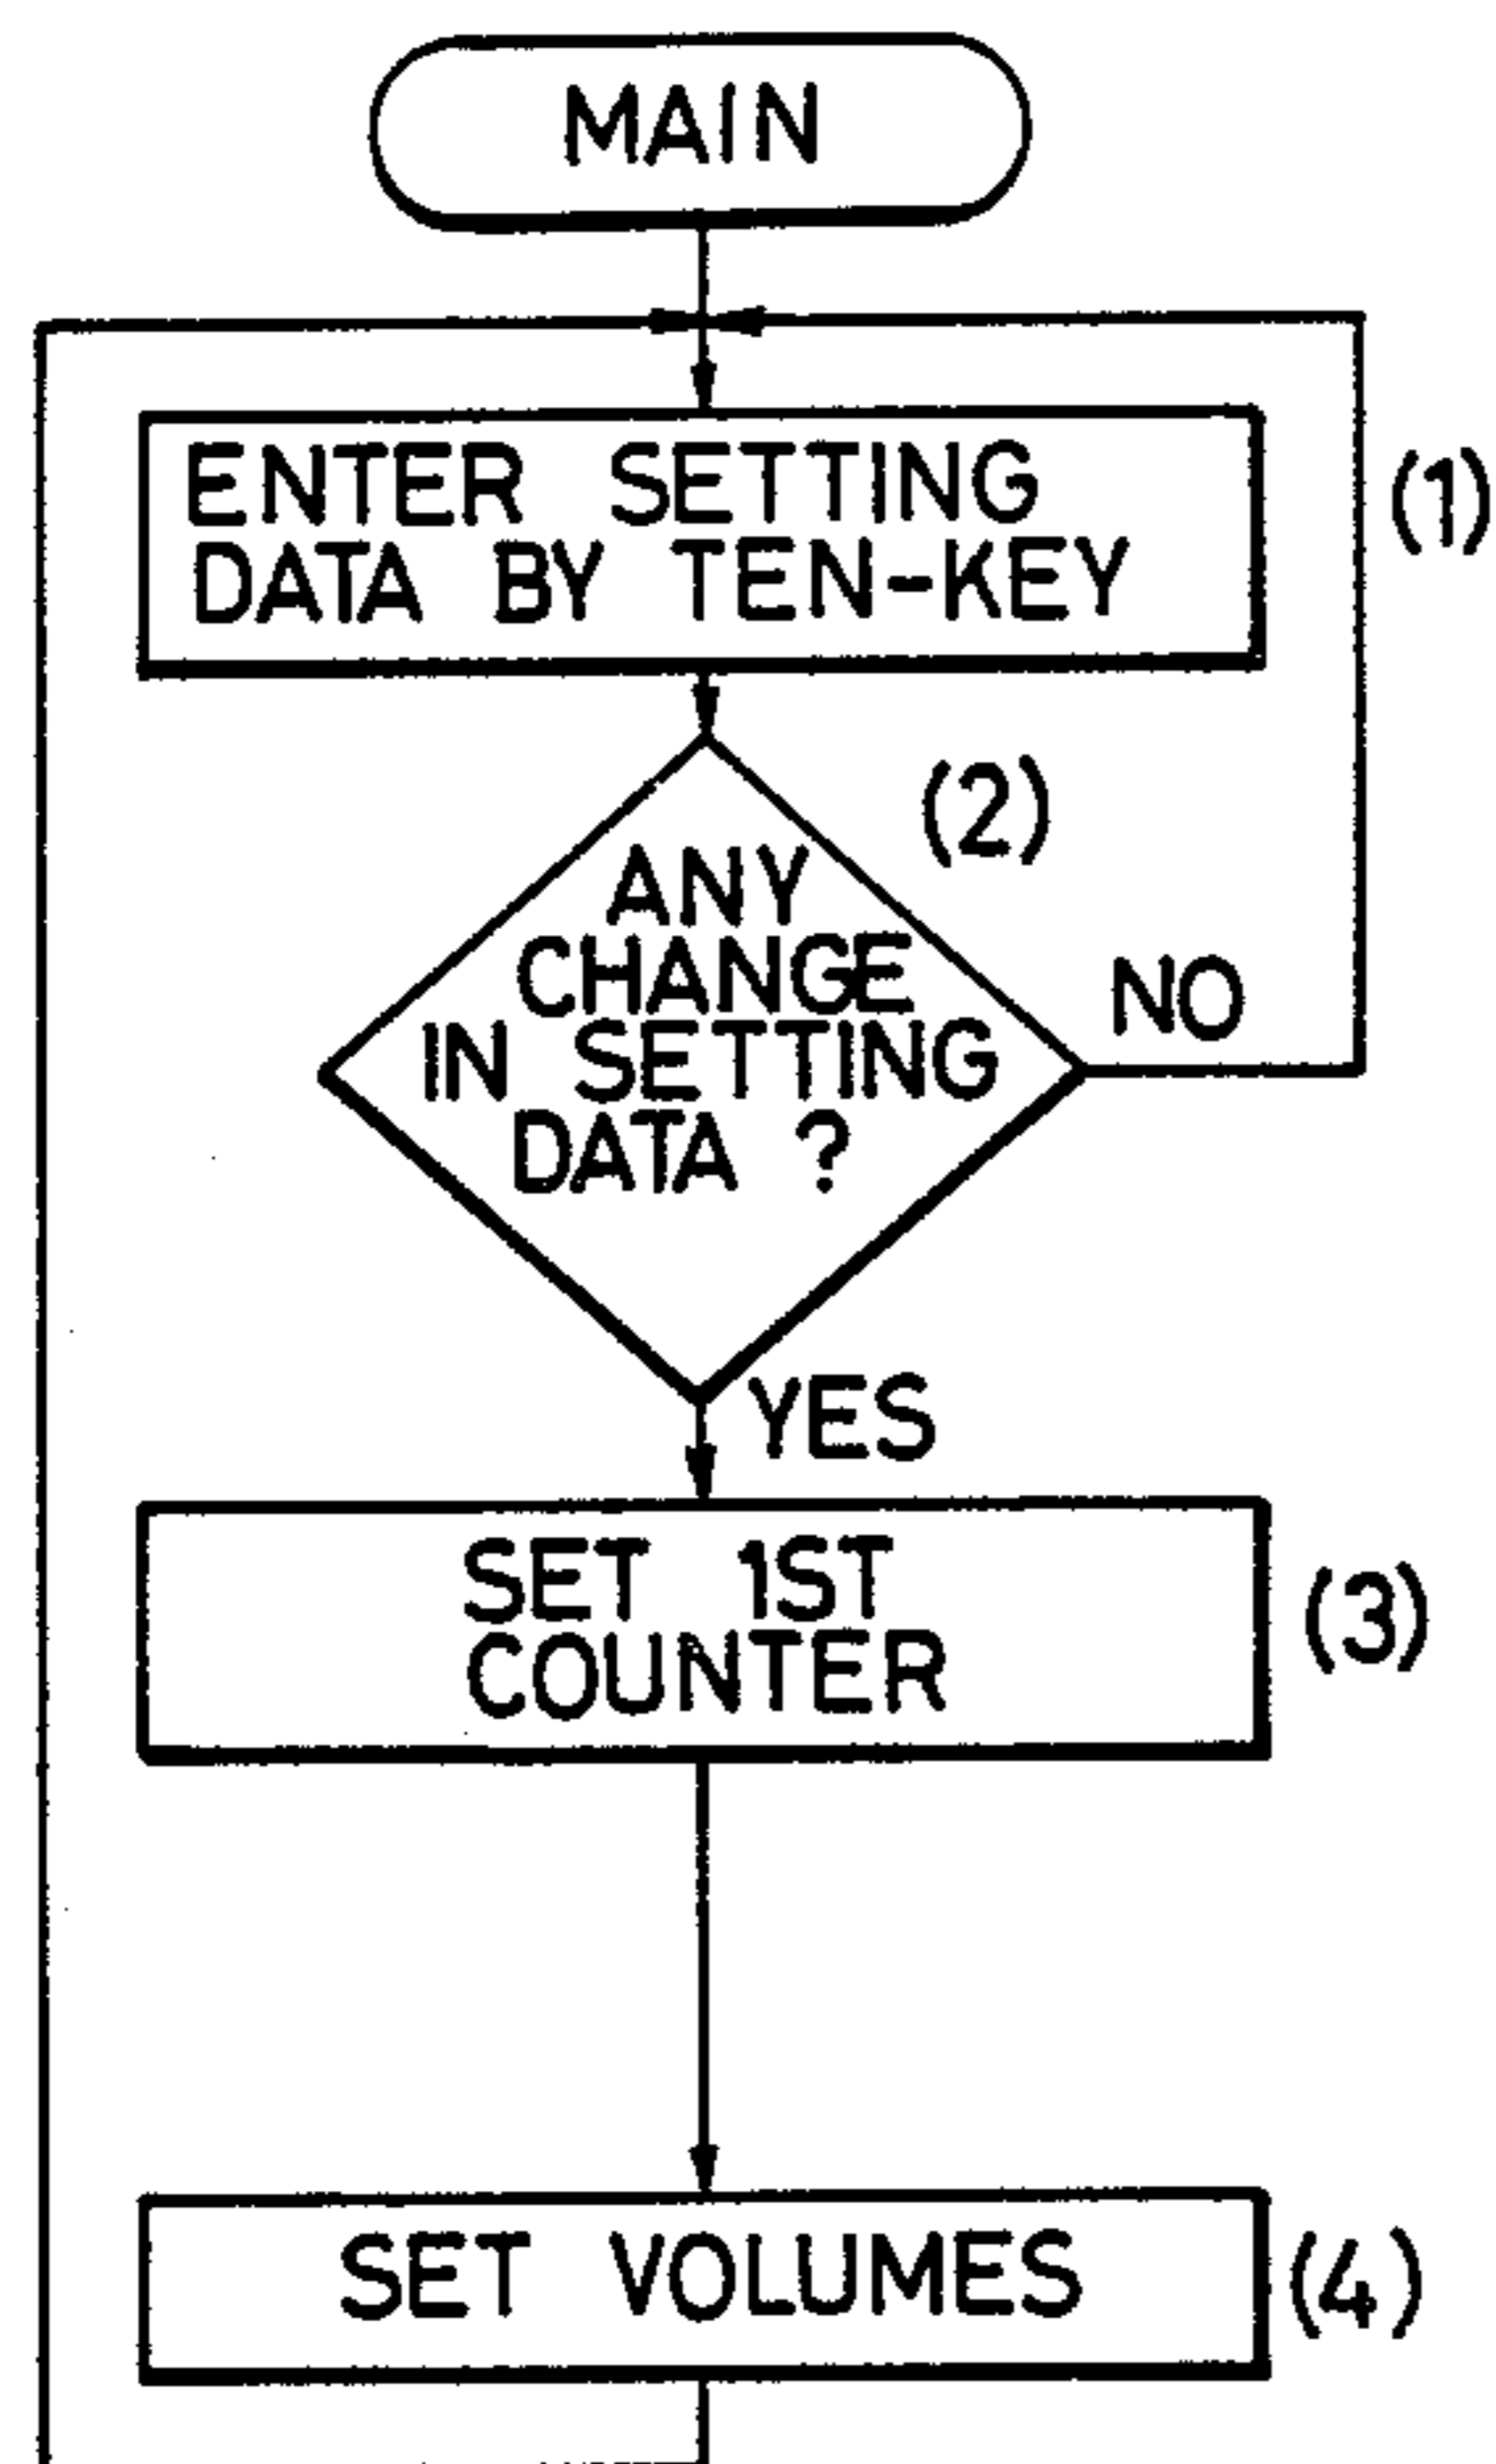 MAIN
ENTER SETTING
DATA BY TEN-KEY
(1)
(2)
ANY
CHANGE
IN SETTING
DATA ?
NO
YES
SET 1ST
COUNTER
(3)
SET VOLUMES
(4)